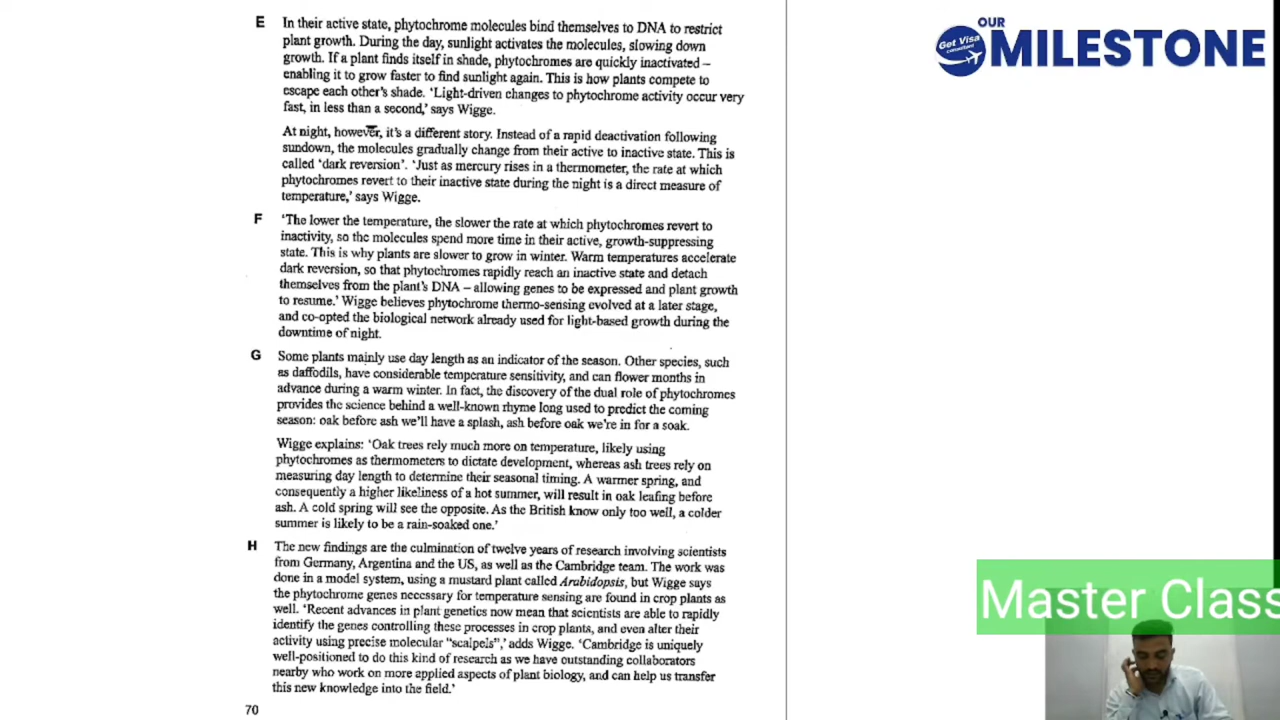 E In their active state, phytochrome molecules bind themselves to DNA to restrict
plant growth. During the day, sunlight activates the molecules, slowing down
growth. If a plant finds itself in shade, phytochromes are quickly inactivated –
enabling it to grow faster to find sunlight again. This is how plants compete to
escape each other's shade. 'Light-driven changes to phytochrome activity occur very
fast, in less than a second,' says Wigge.
At night, however, it's a different story. Instead of a rapid deactivation following
sundown, the molecules gradually change from their active to inactive state. This is
called 'dark reversion'. 'Just as mercury rises in a thermometer, the rate at which
phytochromes revert to their inactive state during the night is a direct measure of
temperature,' says Wigge.
F 'The lower the temperature, the slower the rate at which phytochromes revert to
inactivity, so the molecules spend more time in their active, growth-suppressing
state. This is why plants are slower to grow in winter. Warm temperatures accelerate
dark reversion, so that phytochromes rapidly reach an inactive state and detach
themselves from the plant's DNA – allowing genes to be expressed and plant growth
to resume.' Wigge believes phytochrome thermo-sensing evolved at a later stage,
and co-opted the biological network already used for light-based growth during the
downtime of night.
G Some plants mainly use day length as an indicator of the season. Other species, such
as daffodils, have considerable temperature sensitivity, and can flower months in
advance during a warm winter. In fact, the discovery of the dual role of phytochromes
provides the science behind a well-known rhyme long used to predict the coming
season: oak before ash we'll have a splash, ash before oak we're in for a soak.
Wigge explains: 'Oak trees rely much more on temperature, likely using
phytochromes as thermometers to dictate development, whereas ash trees rely on
measuring day length to determine their seasonal timing. A warmer spring, and
consequently a higher likeliness of a hot summer, will result in oak leafing before
ash. A cold spring will see the opposite. As the British know only too well, a colder
summer is likely to be a rain-soaked one.'
H The new findings are the culmination of twelve years of research involving scientists
from Germany, Argentina and the US, as well as the Cambridge team. The work was
done in a model system, using a mustard plant called Arabidopsis, but Wigge says
the phytochrome genes necessary for temperature sensing are found in crop plants as
well. 'Recent advances in plant genetics now mean that scientists are able to rapidly
identify the genes controlling these processes in crop plants, and even alter their
activity using precise molecular "scalpels",' adds Wigge. 'Cambridge is uniquely
well-positioned to do this kind of research as we have outstanding collaborators
nearby who work on more applied aspects of plant biology, and can help us transfer
this new knowledge into the field.'
70
OUR
MILESTONE
Get Visa
consultant
Master Class